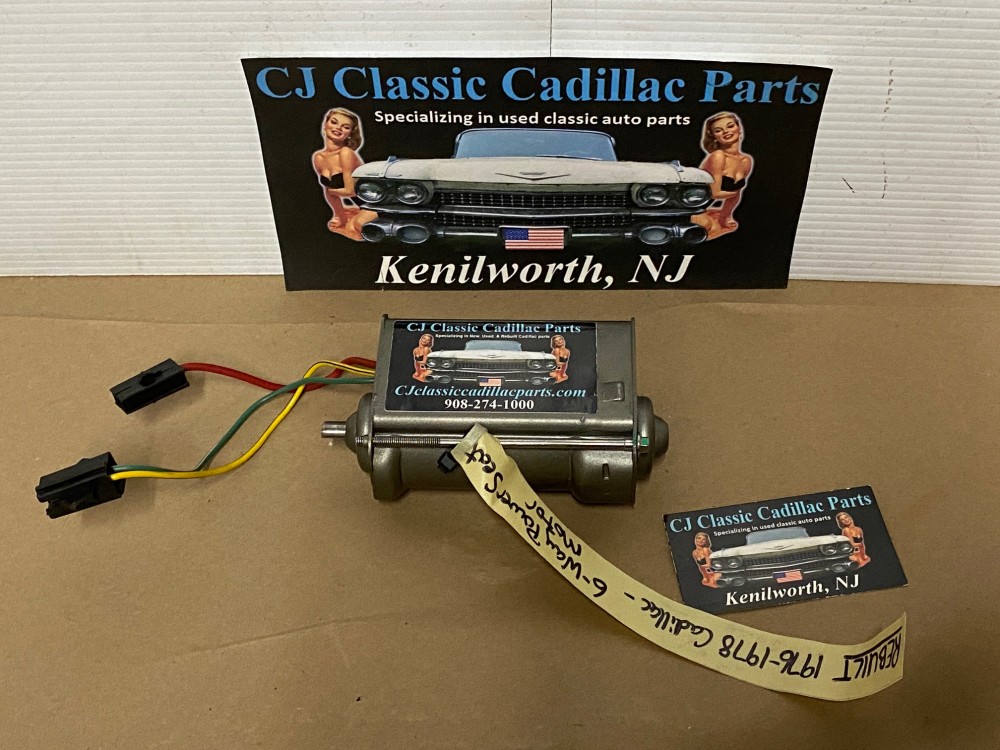 CJ Classic Cadillac Parts
Specializing in used classic auto parts
Kenilworth, NJ
CJ Classic Cadillac Parts
Specializing in New, Used & Rebuilt Cadillac parts
CJclassiccadillacparts.com
908-274-1000
REBUILT 1976-1978 Cadillac - 6-Way Power Seat
Motor
CJ Classic Cadillac Parts
Specializing in used classic auto parts
Kenilworth, NJ